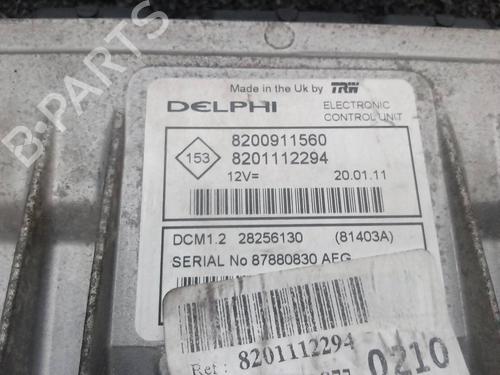 Made in the Uk by TRW
DELPHI ELECTRONIC
CONTROL UNIT
8200911560
153 8201112294
12V= 20.01.11
DCM1.2 28256130 (81403A)
SERIAL No 87880830 AEG
Ref : 8201112294
0210
B-PARTS